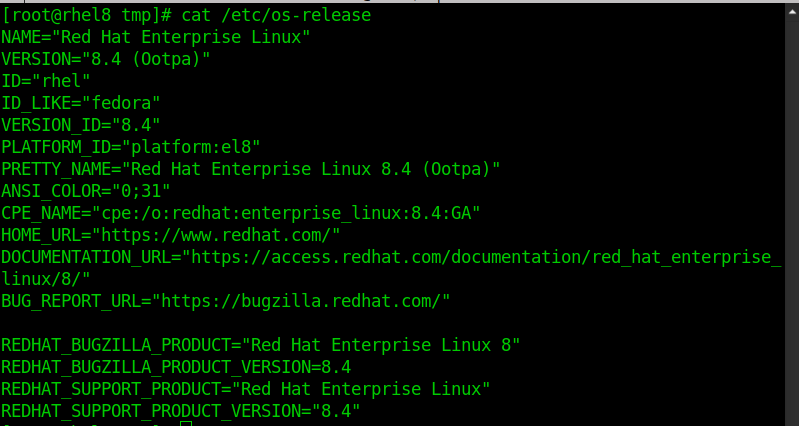 [root@rhel8 tmp]# cat /etc/os-release
NAME="Red Hat Enterprise Linux"
VERSION="8.4 (Ootpa)"
ID="rhel"
ID_LIKE="fedora"
VERSION_ID="8.4"
PLATFORM_ID="platform:el8"
PRETTY_NAME="Red Hat Enterprise Linux 8.4 (Ootpa)"
ANSI_COLOR="0;31"
CPE_NAME="cpe:/o:redhat:enterprise_linux:8.4:GA"
HOME_URL="https://www.redhat.com/"
DOCUMENTATION_URL="https://access.redhat.com/documentation/red_hat_enterprise_
linux/8/"
BUG_REPORT_URL="https://bugzilla.redhat.com/"

REDHAT_BUGZILLA_PRODUCT="Red Hat Enterprise Linux 8"
REDHAT_BUGZILLA_PRODUCT_VERSION=8.4
REDHAT_SUPPORT_PRODUCT="Red Hat Enterprise Linux"
REDHAT_SUPPORT_PRODUCT_VERSION="8.4"